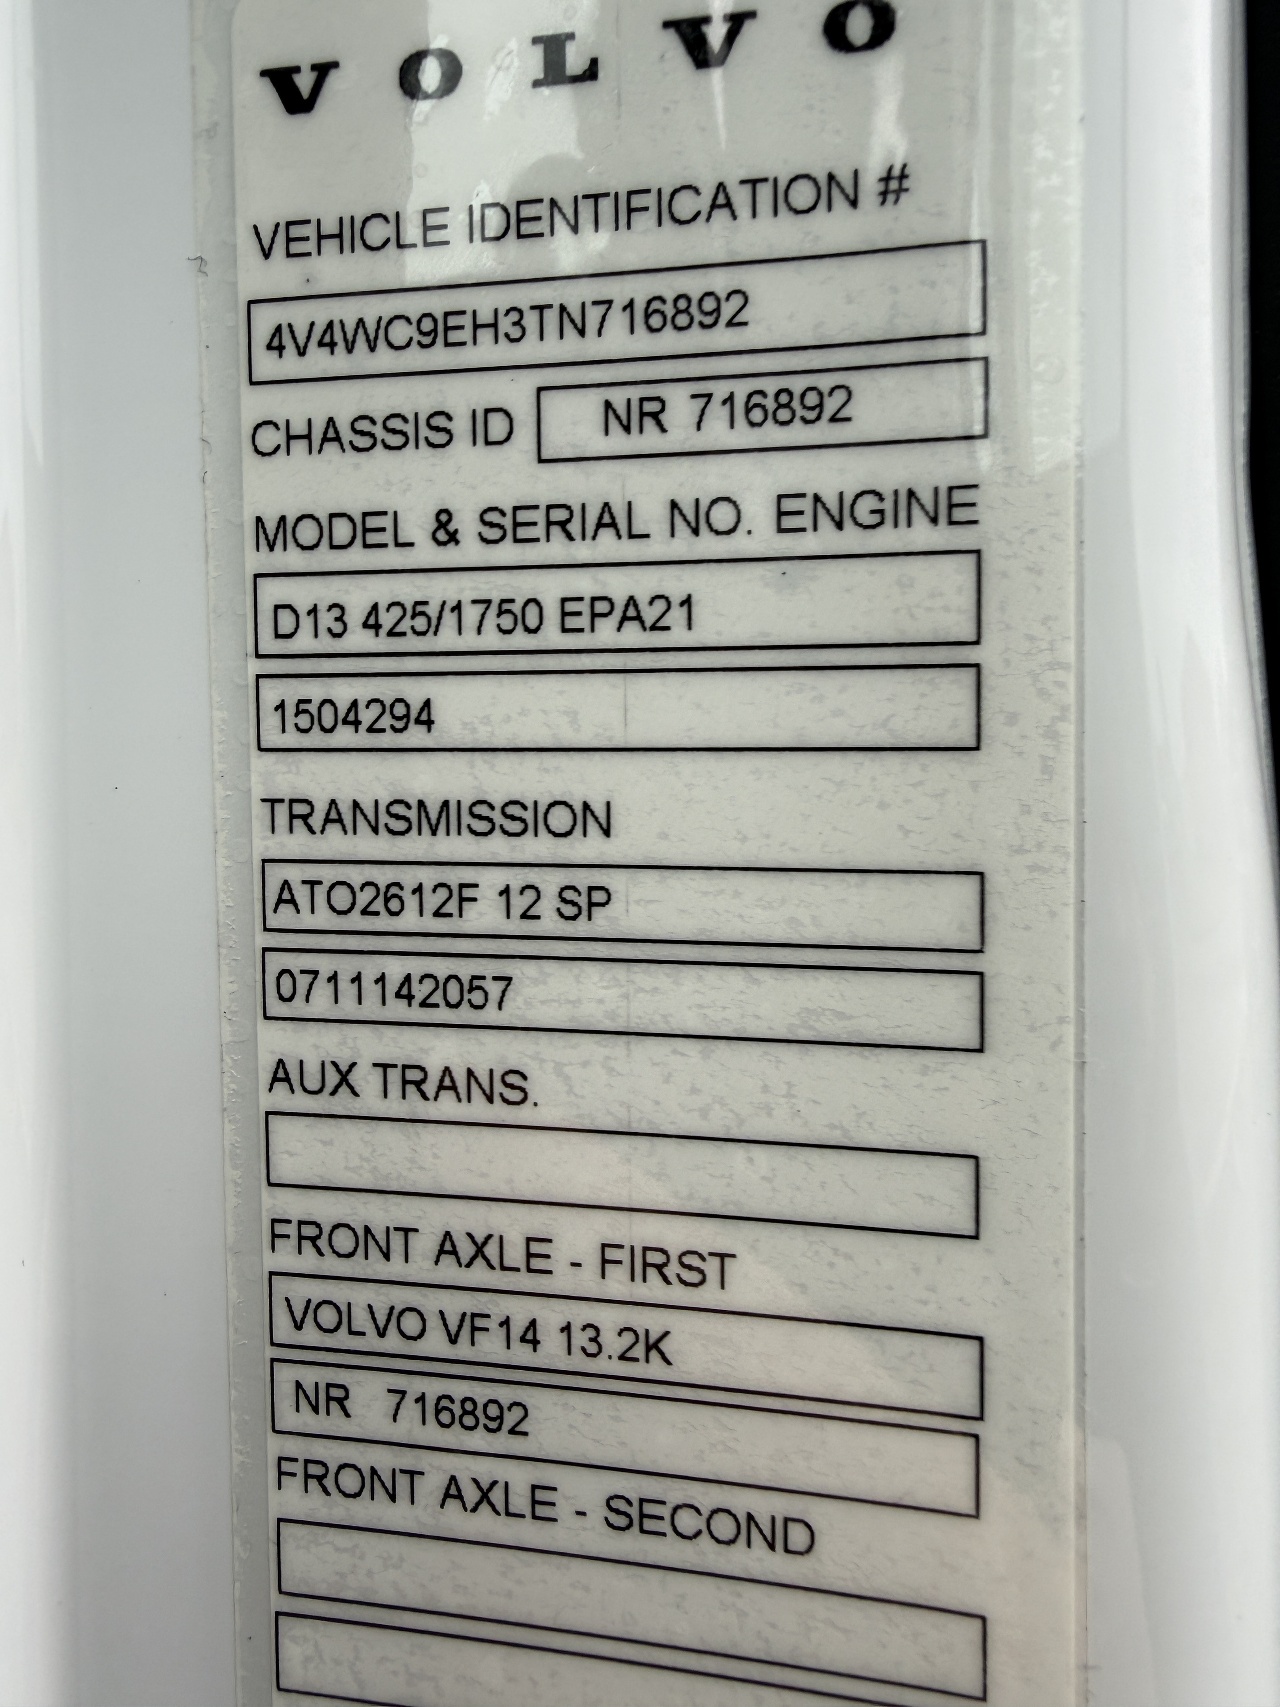 VOLVO
VEHICLE IDENTIFICATION #
4V4WC9EH3TN716892
CHASSIS ID NR 716892
MODEL & SERIAL NO. ENGINE
D13 425/1750 EPA21
1504294
TRANSMISSION
ATO2612F 12 SP
0711142057
AUX TRANS.
FRONT AXLE - FIRST
VOLVO VF14 13.2K
NR 716892
FRONT AXLE - SECOND